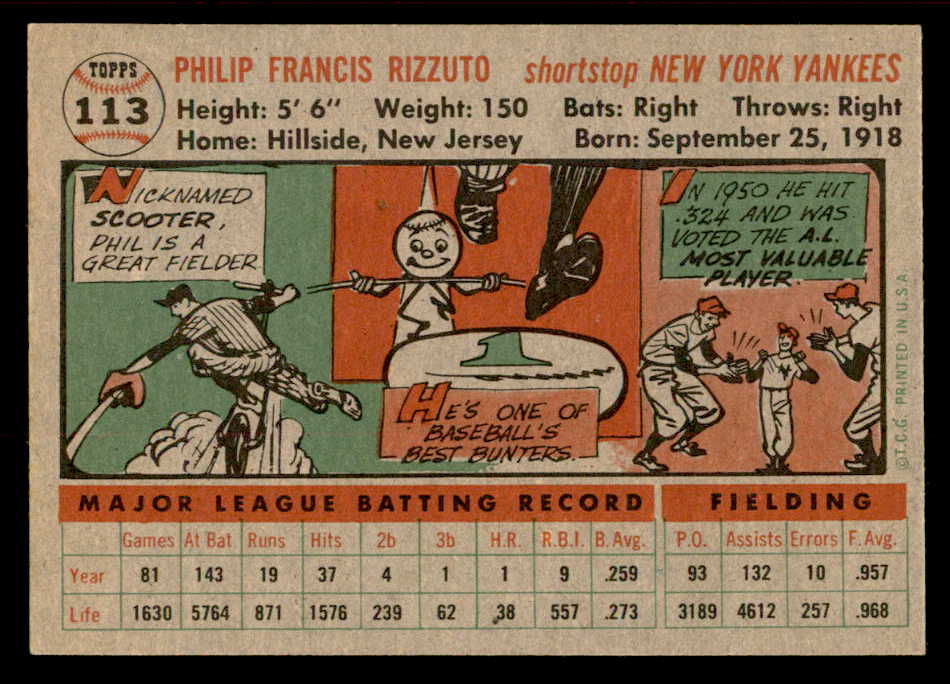 TOPPS
113
PHILIP FRANCIS RIZZUTO shortstop NEW YORK YANKEES
Height: 5' 6" Weight: 150 Bats: Right Throws: Right
Home: Hillside, New Jersey Born: September 25, 1918
NICKNAMED
SCOOTER,
PHIL IS A
GREAT FIELDER
1
HE'S ONE OF
BASEBALL'S
BEST BUNTERS.
IN 1950 HE HIT
.324 AND WAS
VOTED THE A.L.
MOST VALUABLE
PLAYER.
Y
©T.C.G. PRINTED IN U.S.A.
MAJOR LEAGUE BATTING RECORD FIELDING
Games At Bat Runs Hits 2b 3b H.R. R.B.I. B. Avg. P.O. Assists Errors F. Avg.
Year 81 143 19 37 4 1 1 9 .259 93 132 10 .957
Life 1630 5764 871 1576 239 62 38 557 .273 3189 4612 257 .968